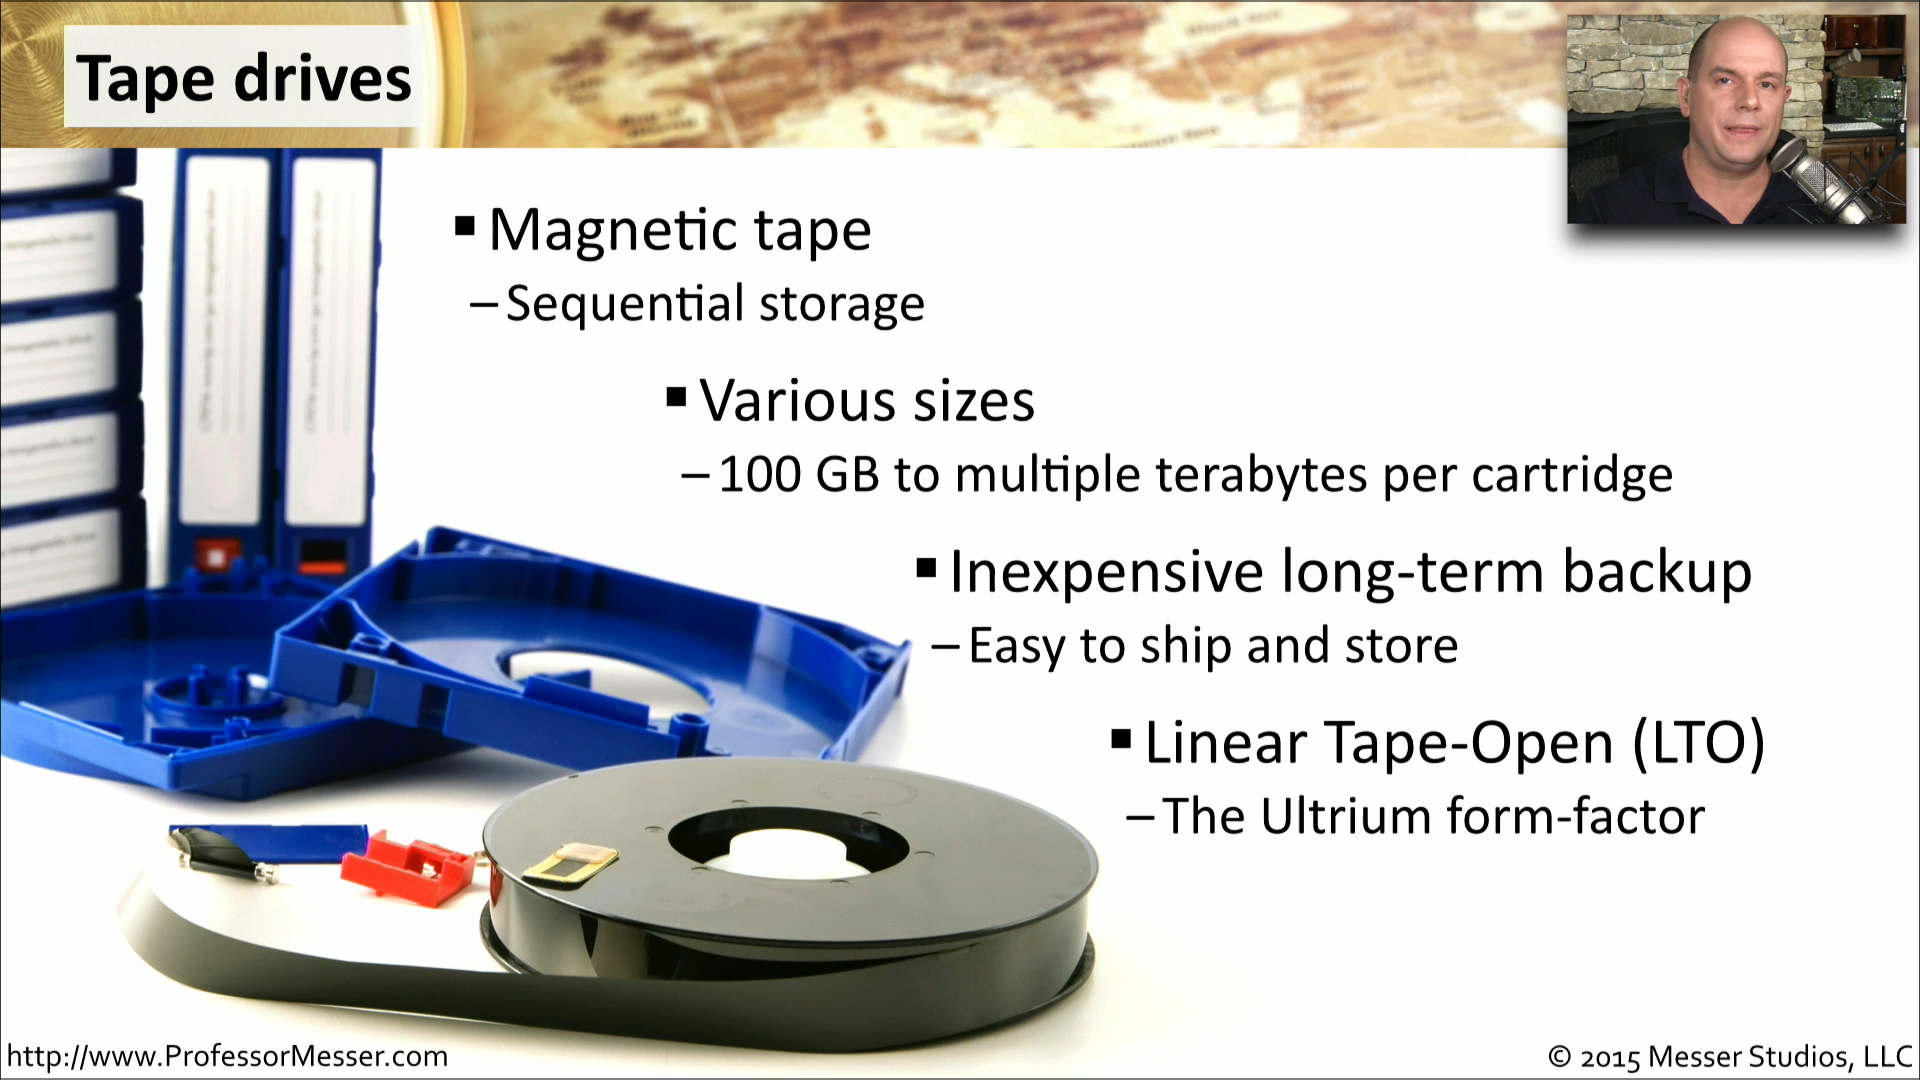 Tape drives
▪ Magnetic tape
– Sequential storage
▪ Various sizes
– 100 GB to multiple terabytes per cartridge
▪ Inexpensive long-term backup
– Easy to ship and store
▪ Linear Tape-Open (LTO)
– The Ultrium form-factor
http://www.ProfessorMesser.com
© 2015 Messer Studios, LLC